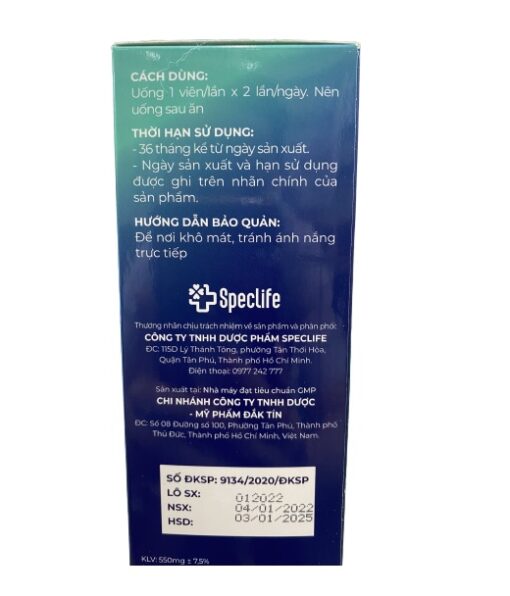 CÁCH DÙNG:
Uống 1 viên/lần x 2 lần/ngày. Nên
uống sau ăn
THỜI HẠN SỬ DỤNG:
- 36 tháng kể từ ngày sản xuất.
- Ngày sản xuất và hạn sử dụng
được ghi trên nhãn chính của
sản phẩm.
HƯỚNG DẪN BẢO QUẢN:
Để nơi khô mát, tránh ánh nắng
trực tiếp
Speclife
Thương nhân chịu trách nhiệm về sản phẩm và phân phối:
CÔNG TY TNHH DƯỢC PHẨM SPECLIFE
ĐC: 115D Lý Thánh Tông, phường Tân Thới Hòa,
Quận Tân Phú, Thành phố Hồ Chí Minh.
Điện thoại: 0977 242 777
Sản xuất tại: Nhà máy đạt tiêu chuẩn GMP
CHI NHÁNH CÔNG TY TNHH DƯỢC
- MỸ PHẨM ĐẮK TÍN
ĐC: Số 08 Đường số 100, Phường Tân Phú, Thành phố
Thủ Đức, Thành phố Hồ Chí Minh, Việt Nam.
SỐ ĐKSP: 9134/2020/ĐKSP
LÔ SX: 012022
NSX: 04/01/2022
HSD: 03/01/2025
KLV: 550mg ± 7,5%